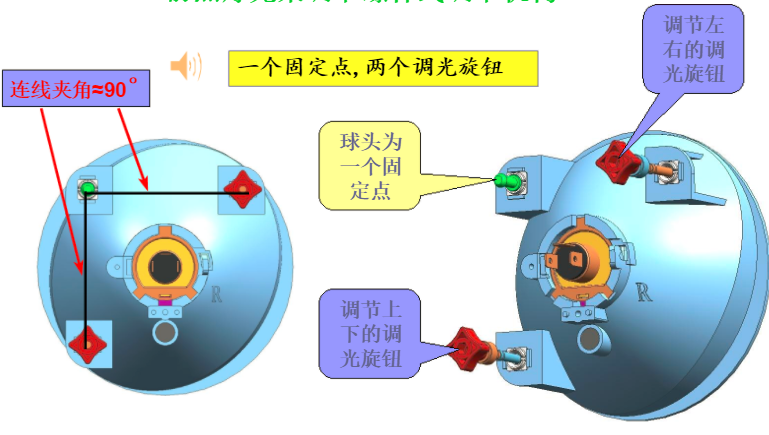 一个固定点,两个调光旋钮
连线夹角≈90°
调节左
右的调
光旋钮
球头为
一个固
定点
调节上
下的调
光旋钮
R
R